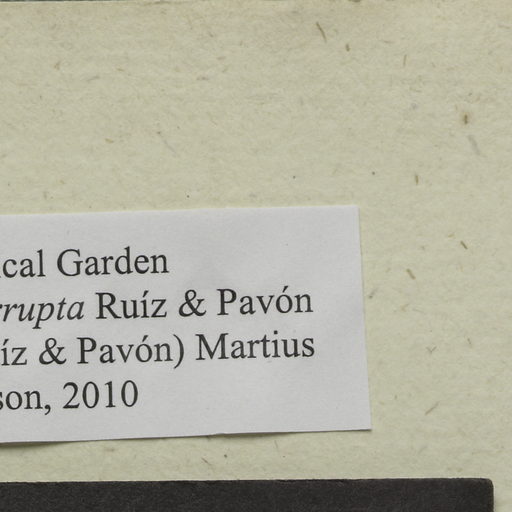 ical Garden
rrupta Ruíz & Pavón
íz & Pavón) Martius
son, 2010